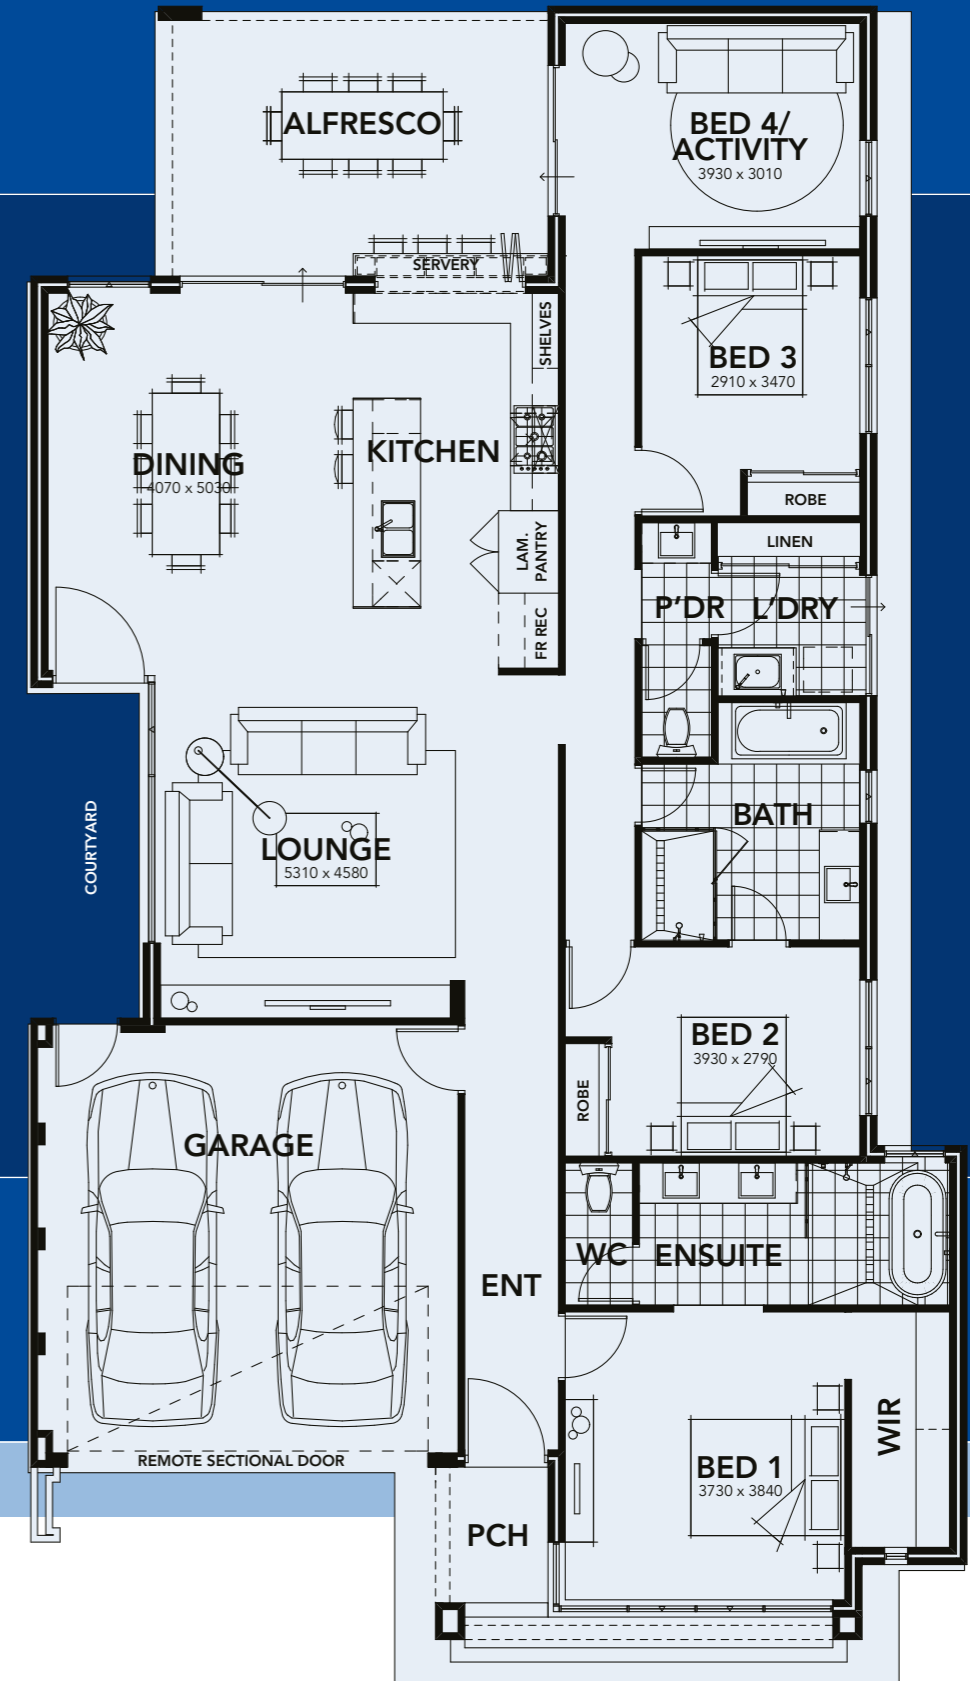 ALFRESCO
BED 4/
ACTIVITY
3930 x 3010
SERVERY
SHELVES
BED 3
2910 x 3470
DINING
4070 x 5030
KITCHEN
ROBE
LAM.
PANTRY
LINEN
P'DR
L'DRY
FR REC
COURTYARD
LOUNGE
5310 x 4580
BATH
BED 2
3930 x 2790
ROBE
GARAGE
WC
ENSUITE
ENT
WIR
REMOTE SECTIONAL DOOR
BED 1
3730 x 3840
PCH